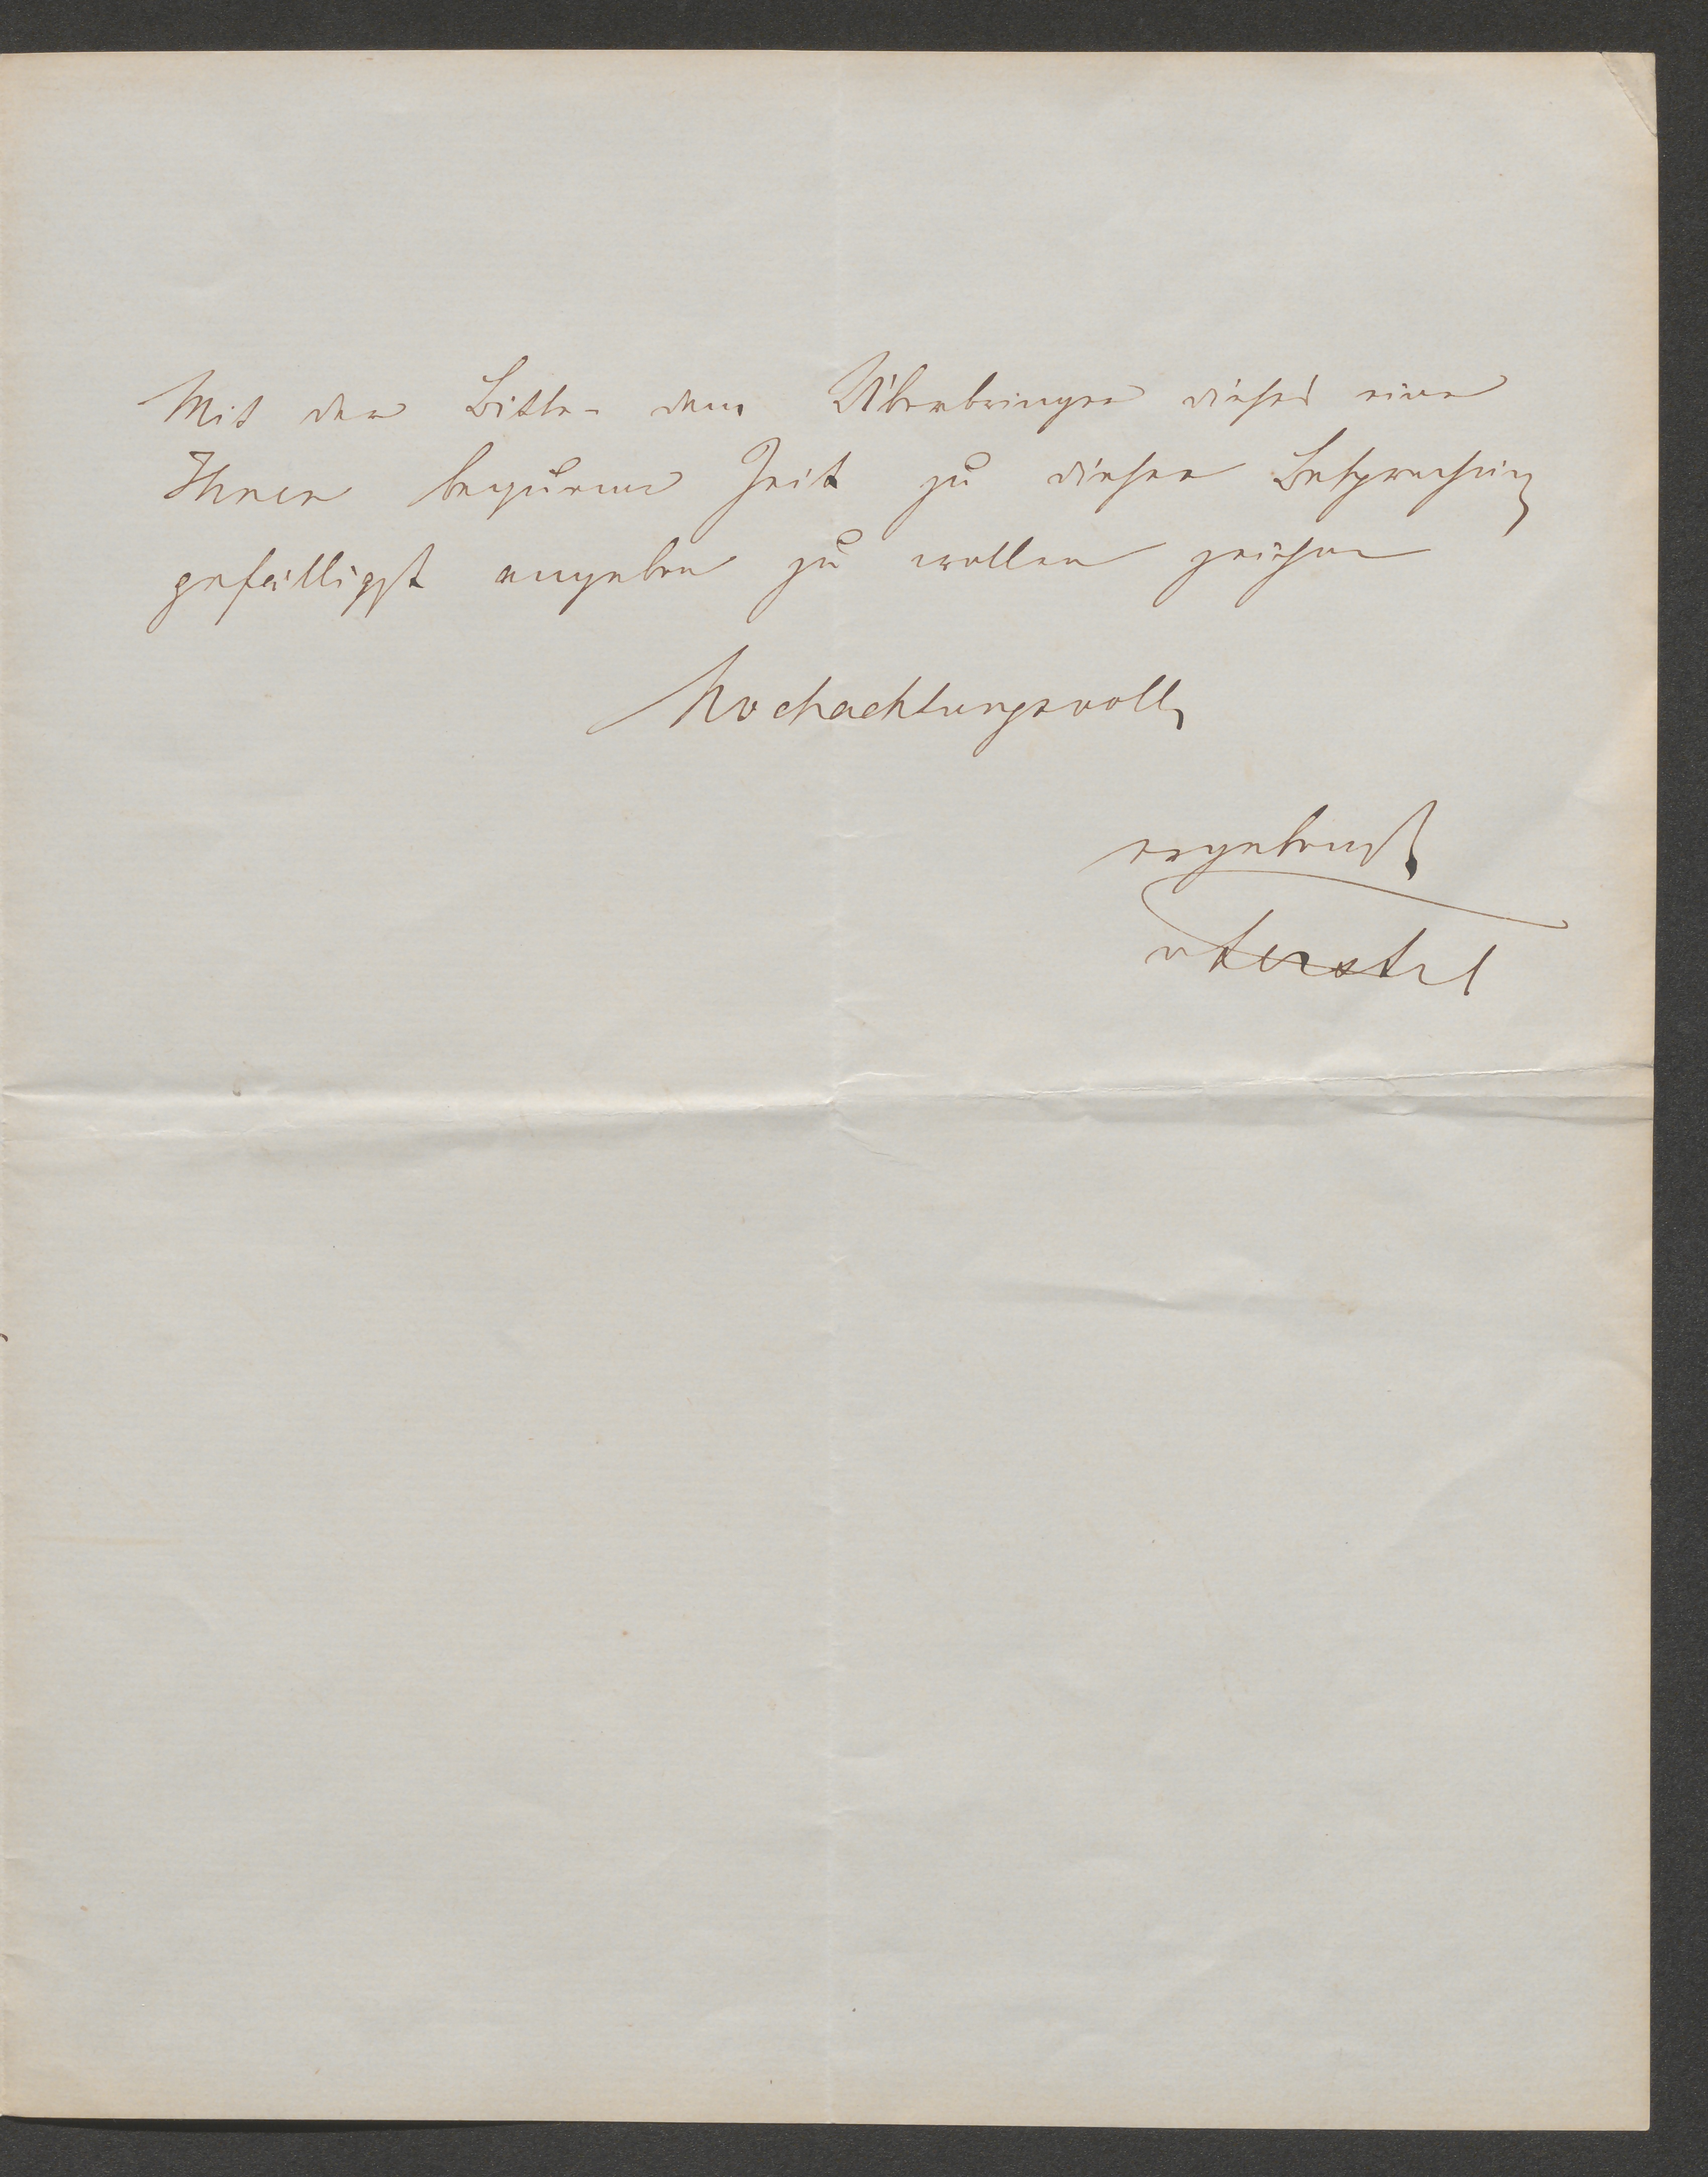 Mit der Bitte - dem Überbringer dieses eine
Ihnen bequeme Zeit zu dieser Besprechung
gefälligst angeben zu wollen zeichne
Hochachtungsvoll
ergebenst